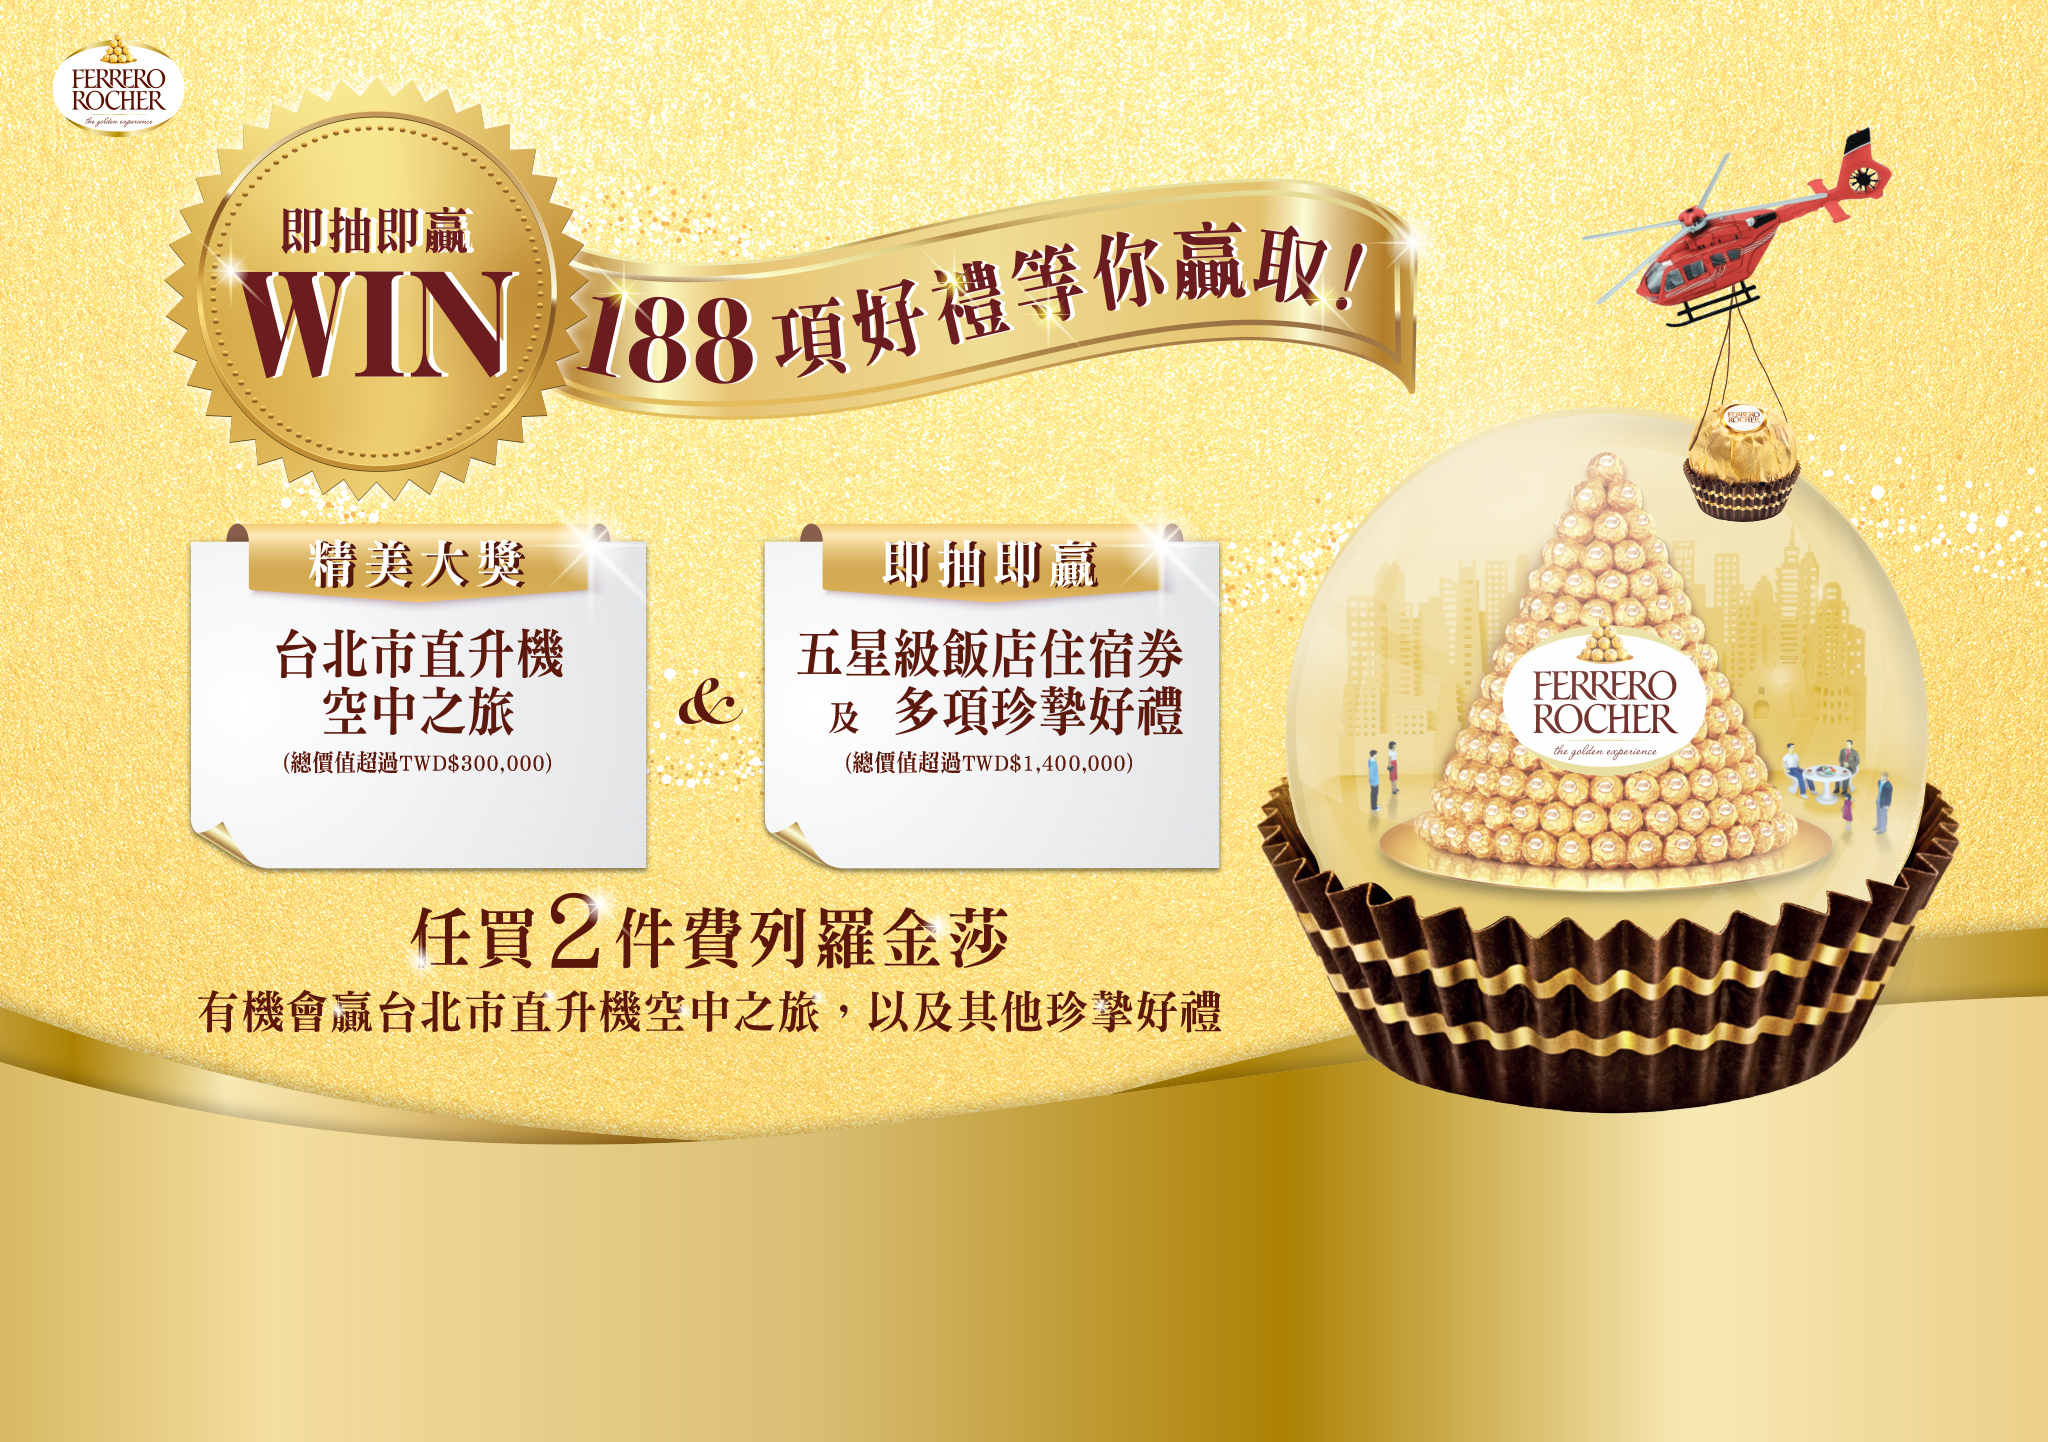 FERRERO
ROCHER
the golden experience
即抽即贏
WIN
188項好禮等你贏取!
精美大獎
台北市直升機
空中之旅
(總價值超過TWD$300,000)
&
即抽即贏
五星級飯店住宿券
及 多項珍摯好禮
(總價值超過TWD$1,400,000)
FERRERO
ROCHER
FERRERO
ROCHER
the golden experience
任買2件費列羅金莎
有機會贏台北市直升機空中之旅，以及其他珍摯好禮